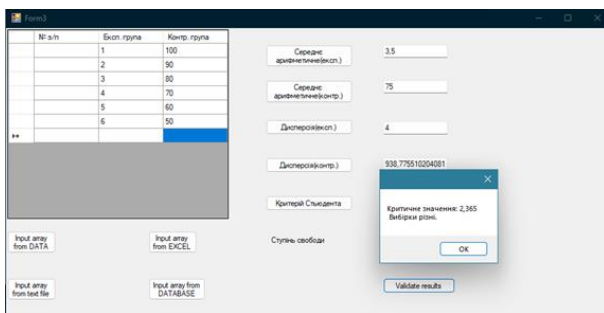 Form3
№ з/п Експ. група Контр. група
1 100
2 90
3 80
4 70
5 60
6 50
Середнє арифметичне(експ.)
3,5
Середнє арифметичне(контр.)
75
Дисперсія(експ.)
4
Дисперсія(контр.)
938,775510204081
Критерій Стьюдента
Критичне значення: 2,365
Вибірки різні.
OK
Ступінь свободи
Input array
from DATA
Input array
from EXCEL
Input array
from text file
Input array from
DATABASE
Validate results